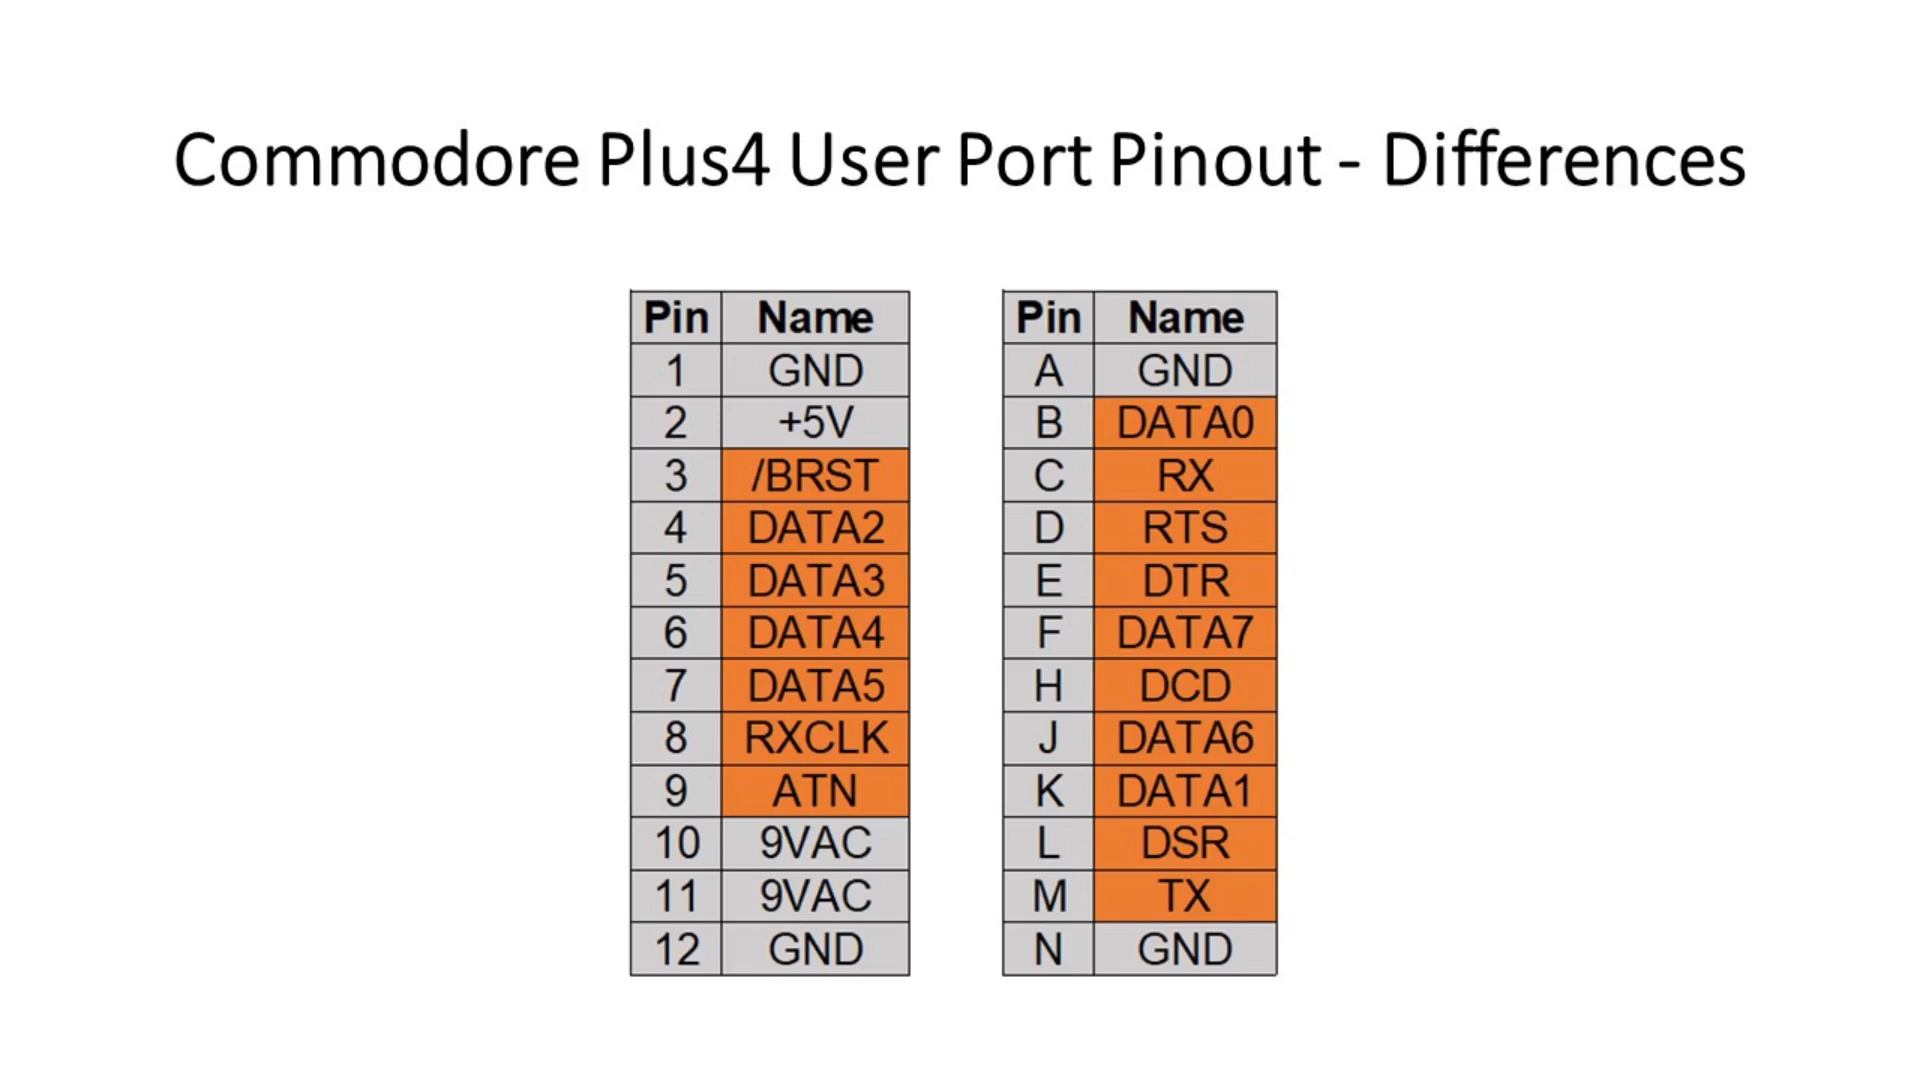 Commodore Plus4 User Port Pinout - Differences
Pin Name
1 GND
2 +5V
3 /BRST
4 DATA2
5 DATA3
6 DATA4
7 DATA5
8 RXCLK
9 ATN
10 9VAC
11 9VAC
12 GND
Pin Name
A GND
B DATA0
C RX
D RTS
E DTR
F DATA7
H DCD
J DATA6
K DATA1
L DSR
M TX
N GND